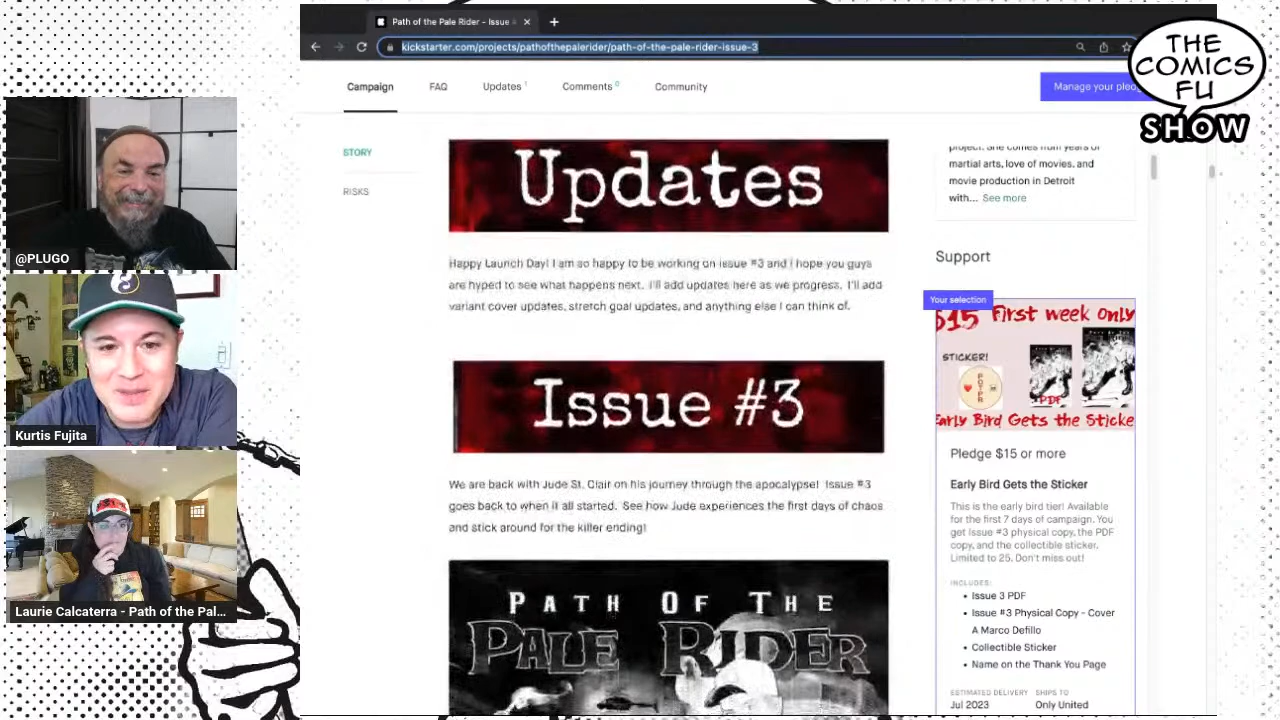 Path of the Pale Rider - Issue
kickstarter.com/projects/pathofthepalerider/path-of-the-pale-rider-issue-3
THE
COMICS
FU
SHOW
Campaign
FAQ
Updates 1
Comments 0
Community
Manage your pledg
STORY
RISKS
Updates
Happy Launch Day! I am so happy to be working on issue #3 and I hope you guys
are hyped to see what happens next. I'll add updates here as we progress. I'll add
variant cover updates, stretch goal updates, and anything else I can think of.
Issue #3
We are back with Jude St. Clair on his journey through the apocalypse! Issue #3
goes back to when it all started. See how Jude experiences the first days of chaos
and stick around for the killer ending!
PATH OF THE
PALE RIDER
project. She comes from years of
martial arts, love of movies, and
movie production in Detroit
with... See more
Support
Your selection
$15 First week only
STICKER!
PDF
Early Bird Gets the Sticke
Pledge $15 or more
Early Bird Gets the Sticker
This is the early bird tier! Available
for the first 7 days of campaign. You
get Issue #3 physical copy, the PDF
copy, and the collectible sticker.
Limited to 25. Don't miss out!
INCLUDES:
• Issue 3 PDF
• Issue #3 Physical Copy - Cover
A Marco Defillo
• Collectible Sticker
• Name on the Thank You Page
ESTIMATED DELIVERY
SHIPS TO
Jul 2023
Only United
@PLUGO
Kurtis Fujita
Laurie Calcaterra - Path of the Pal...